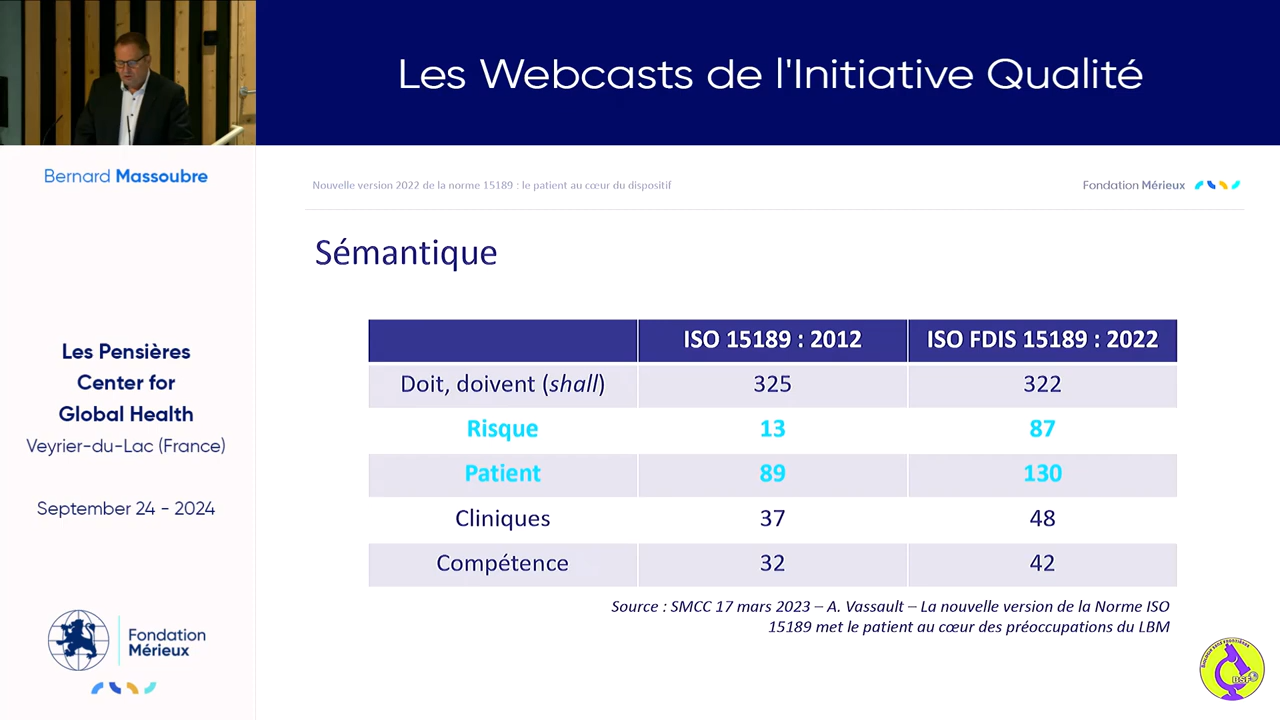 Les Webcasts de l'Initiative Qualité
Bernard Massoubre
Les Pensières
Center for
Global Health
Veyrier-du-Lac (France)
September 24 - 2024
Fondation
Mérieux
Nouvelle version 2022 de la norme 15189 : le patient au cœur du dispositif
Fondation Mérieux
Sémantique
ISO 15189 : 2012 ISO FDIS 15189 : 2022
Doit, doivent (shall) 325 322
Risque 13 87
Patient 89 130
Cliniques 37 48
Compétence 32 42
Source : SMCC 17 mars 2023 – A. Vassault – La nouvelle version de la Norme ISO
15189 met le patient au cœur des préoccupations du LBM
BSF